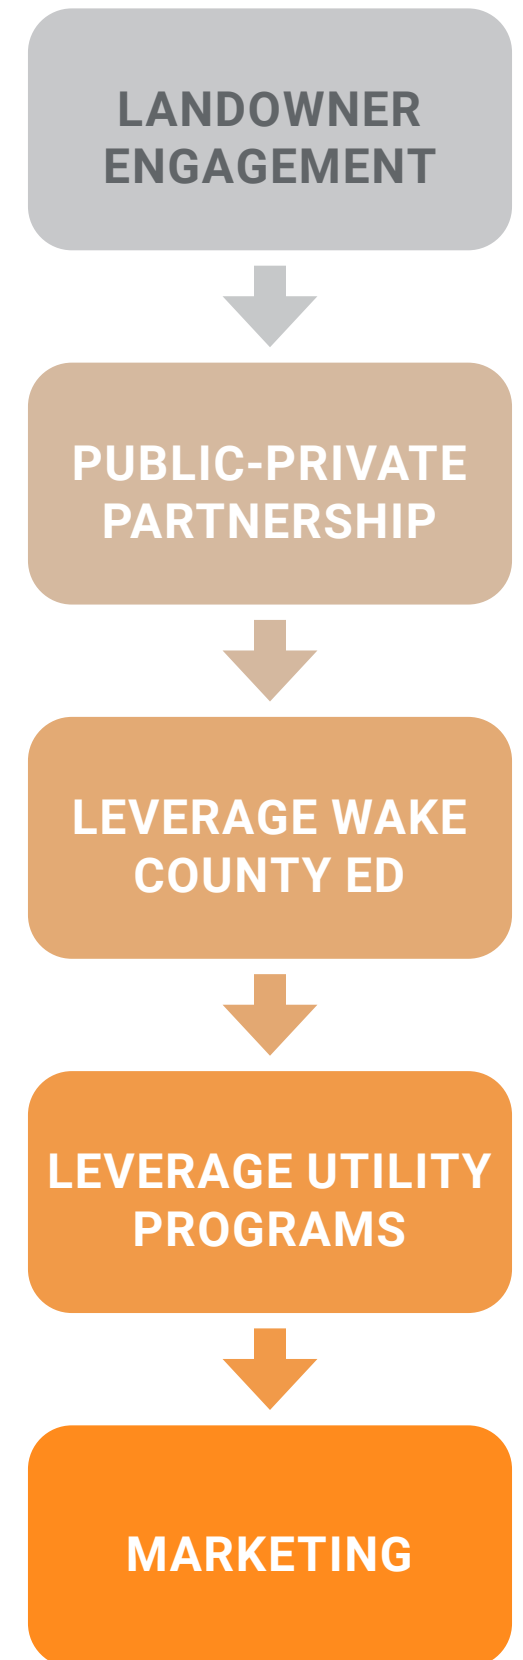 LANDOWNER
ENGAGEMENT
PUBLIC-PRIVATE
PARTNERSHIP
LEVERAGE WAKE
COUNTY ED
LEVERAGE UTILITY
PROGRAMS
MARKETING